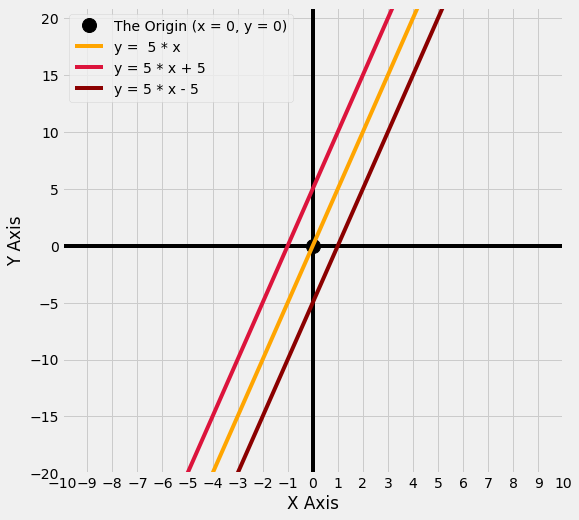 The Origin (x = 0, y = 0)
y =  5 * x
y = 5 * x + 5
y = 5 * x - 5
20
15
10
5
0
−5
−10
−15
−20
Y Axis
−10 −9 −8 −7 −6 −5 −4 −3 −2 −1 0 1 2 3 4 5 6 7 8 9 10
X Axis